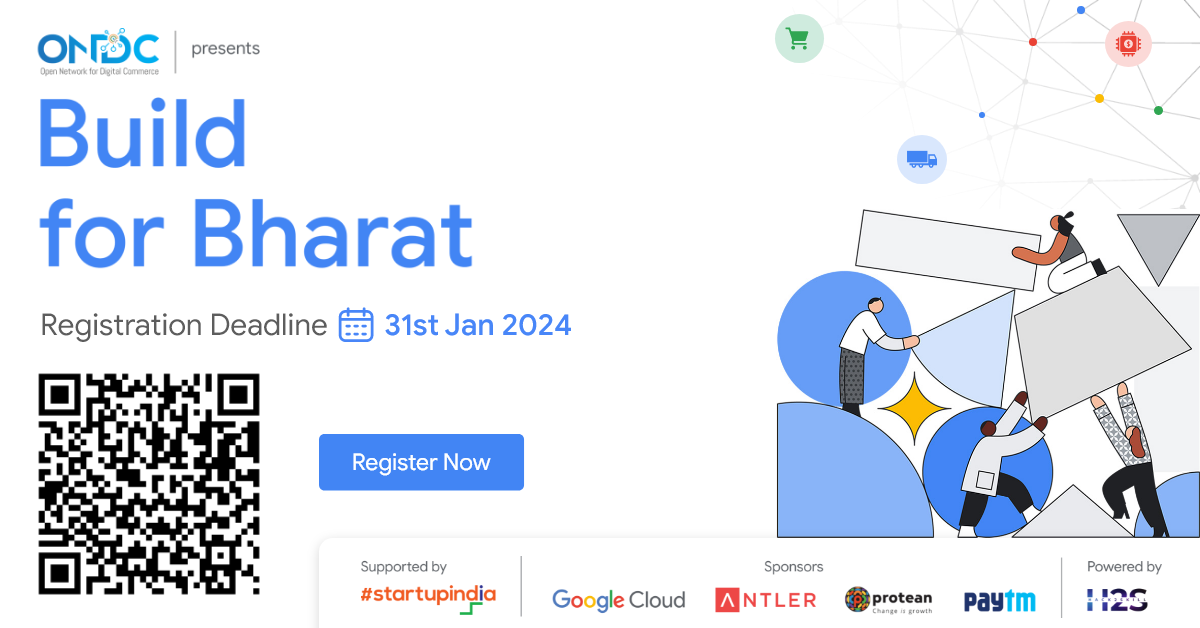 ONDC
Open Network for Digital Commerce
presents
Build
for Bharat
Registration Deadline 31st Jan 2024
Register Now
Supported by
#startupindia
Sponsors
Google Cloud
ANTLER
protean
Change is growth
paytm
Powered by
H2S
HACK2SKILL